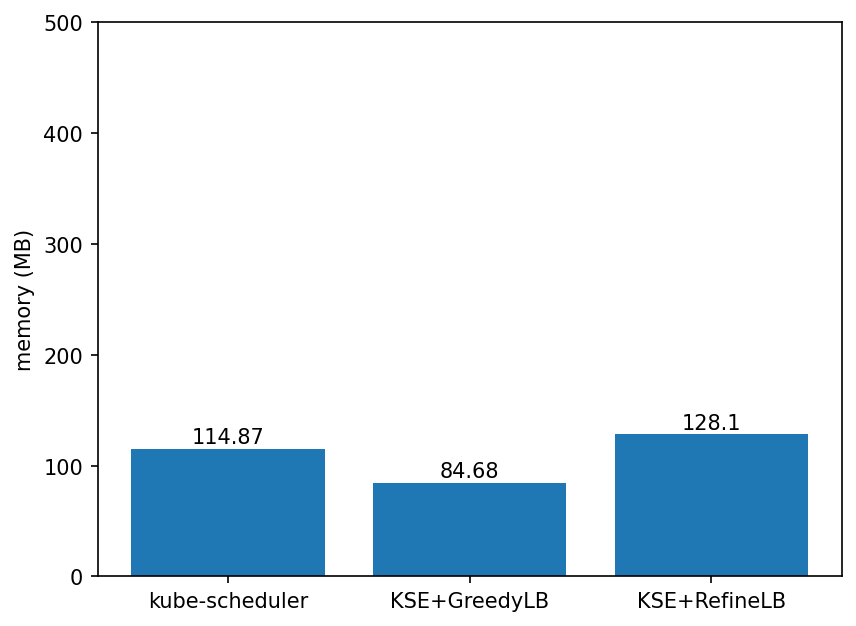 500
400
300
200
100
0
memory (MB)
114.87
84.68
128.1
kube-scheduler
KSE+GreedyLB
KSE+RefineLB